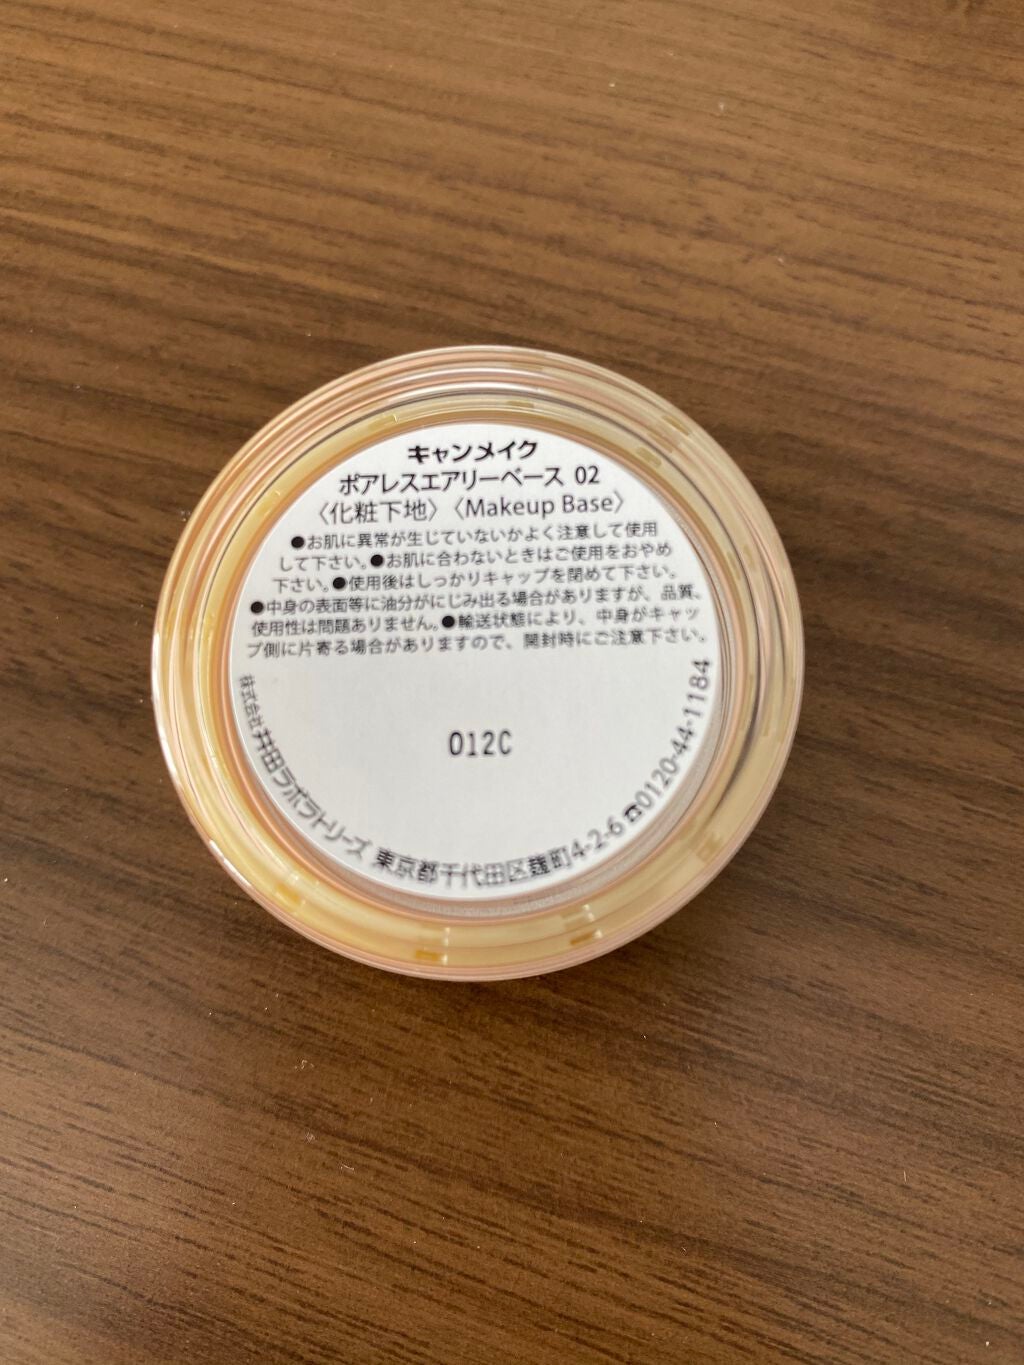 キャンメイク
ポアレスエアリーベース 02
〈化粧下地〉〈Makeup Base〉
●お肌に異常が生じていないかよく注意して使用
して下さい。●お肌に合わないときはご使用をおやめ
下さい。●使用後はしっかりキャップを閉めて下さい。
●中身の表面等に油分がにじみ出る場合がありますが、品質、
使用性は問題ありません。●輸送状態により、中身がキャッ
プ側に片寄る場合がありますので、開封時にご注意下さい。
012C
株式会社井田ラボラトリーズ 東京都千代田区麹町4-2-6 ☎0120-44-1184